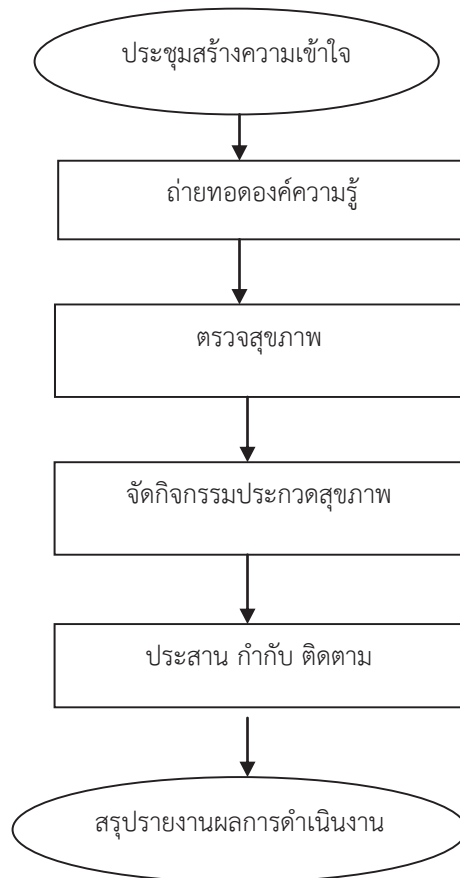 ประชุมสร้างความเข้าใจ
ถ่ายทอดองค์ความรู้
ตรวจสุขภาพ
จัดกิจกรรมประกวดสุขภาพ
ประสาน กำกับ ติดตาม
สรุปรายงานผลการดำเนินงาน